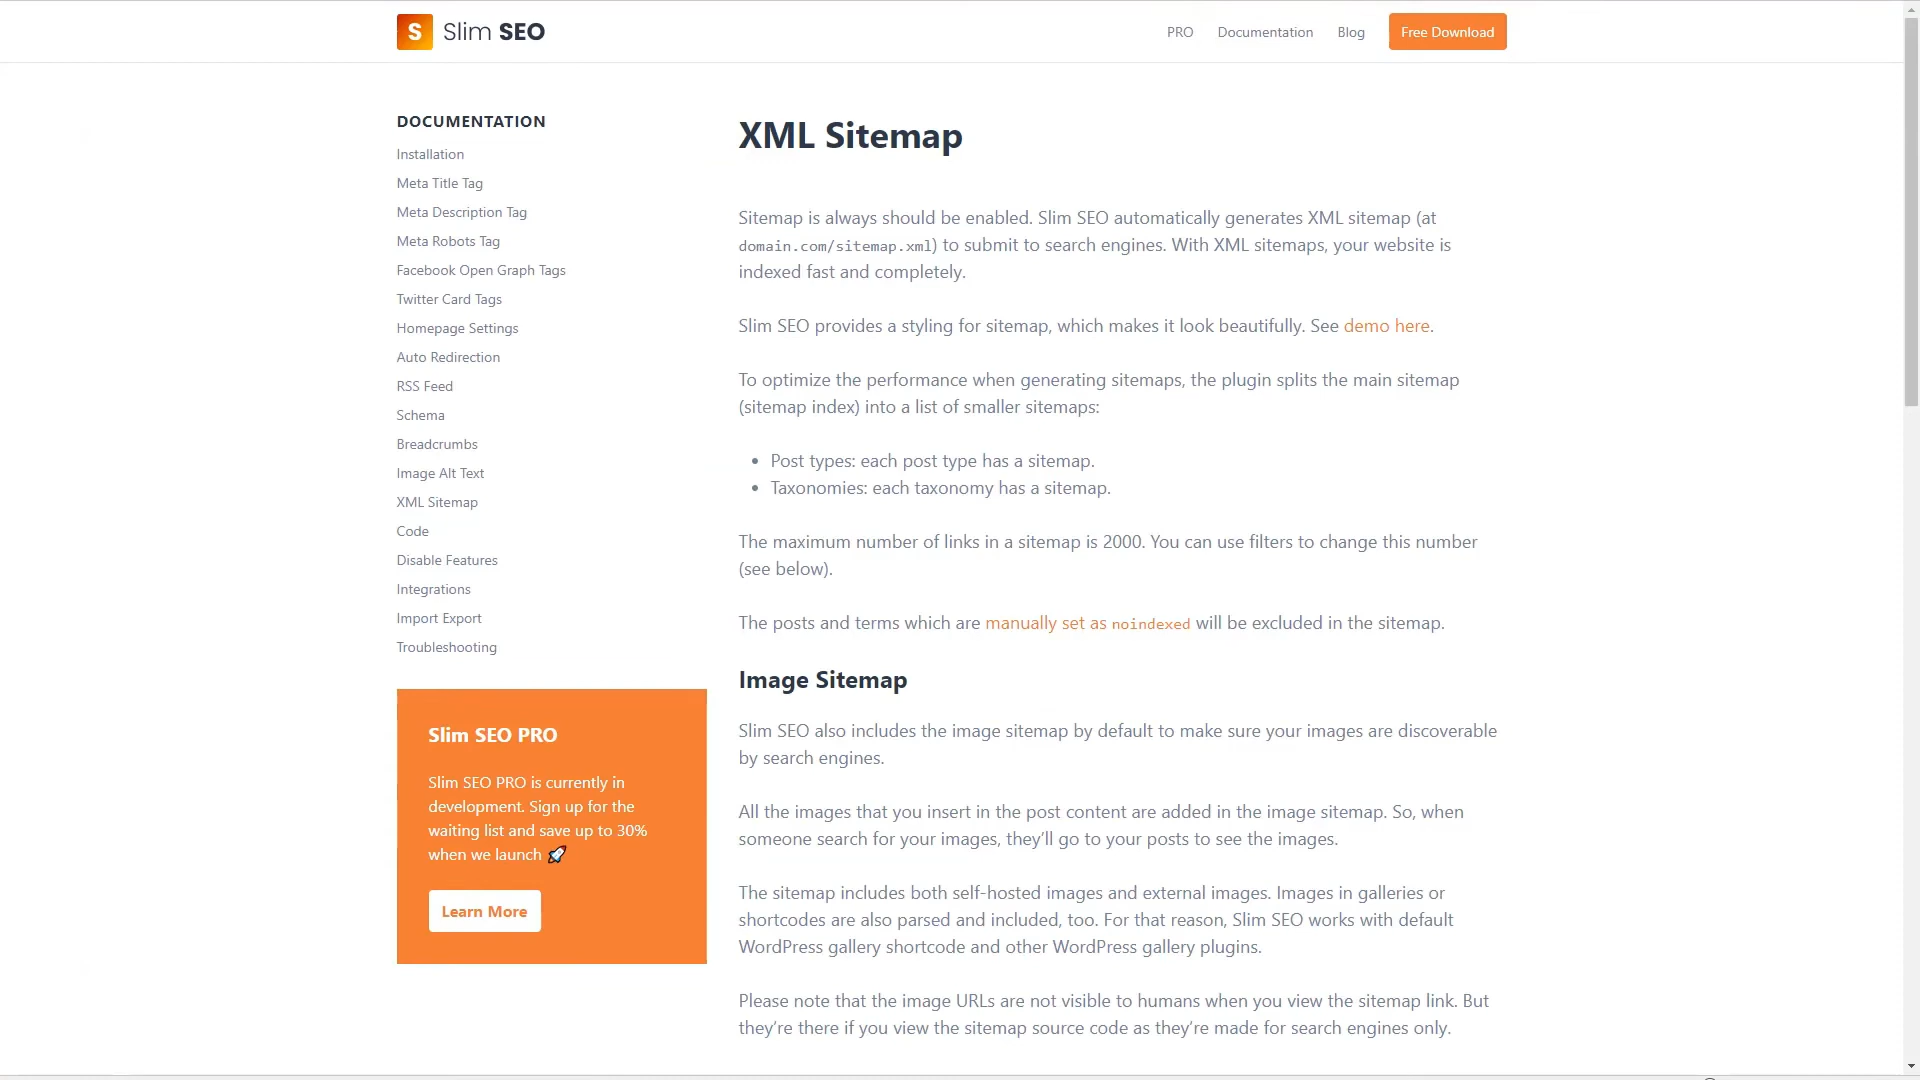 S Slim SEO
PRO Documentation Blog Free Download
DOCUMENTATION
Installation
Meta Title Tag
Meta Description Tag
Meta Robots Tag
Facebook Open Graph Tags
Twitter Card Tags
Homepage Settings
Auto Redirection
RSS Feed
Schema
Breadcrumbs
Image Alt Text
XML Sitemap
Code
Disable Features
Integrations
Import Export
Troubleshooting
Slim SEO PRO
Slim SEO PRO is currently in
development. Sign up for the
waiting list and save up to 30%
when we launch 🚀
Learn More
XML Sitemap
Sitemap is always should be enabled. Slim SEO automatically generates XML sitemap (at
domain.com/sitemap.xml) to submit to search engines. With XML sitemaps, your website is
indexed fast and completely.
Slim SEO provides a styling for sitemap, which makes it look beautifully. See demo here.
To optimize the performance when generating sitemaps, the plugin splits the main sitemap
(sitemap index) into a list of smaller sitemaps:
• Post types: each post type has a sitemap.
• Taxonomies: each taxonomy has a sitemap.
The maximum number of links in a sitemap is 2000. You can use filters to change this number
(see below).
The posts and terms which are manually set as noindexed will be excluded in the sitemap.
Image Sitemap
Slim SEO also includes the image sitemap by default to make sure your images are discoverable
by search engines.
All the images that you insert in the post content are added in the image sitemap. So, when
someone search for your images, they’ll go to your posts to see the images.
The sitemap includes both self-hosted images and external images. Images in galleries or
shortcodes are also parsed and included, too. For that reason, Slim SEO works with default
WordPress gallery shortcode and other WordPress gallery plugins.
Please note that the image URLs are not visible to humans when you view the sitemap link. But
they’re there if you view the sitemap source code as they’re made for search engines only.